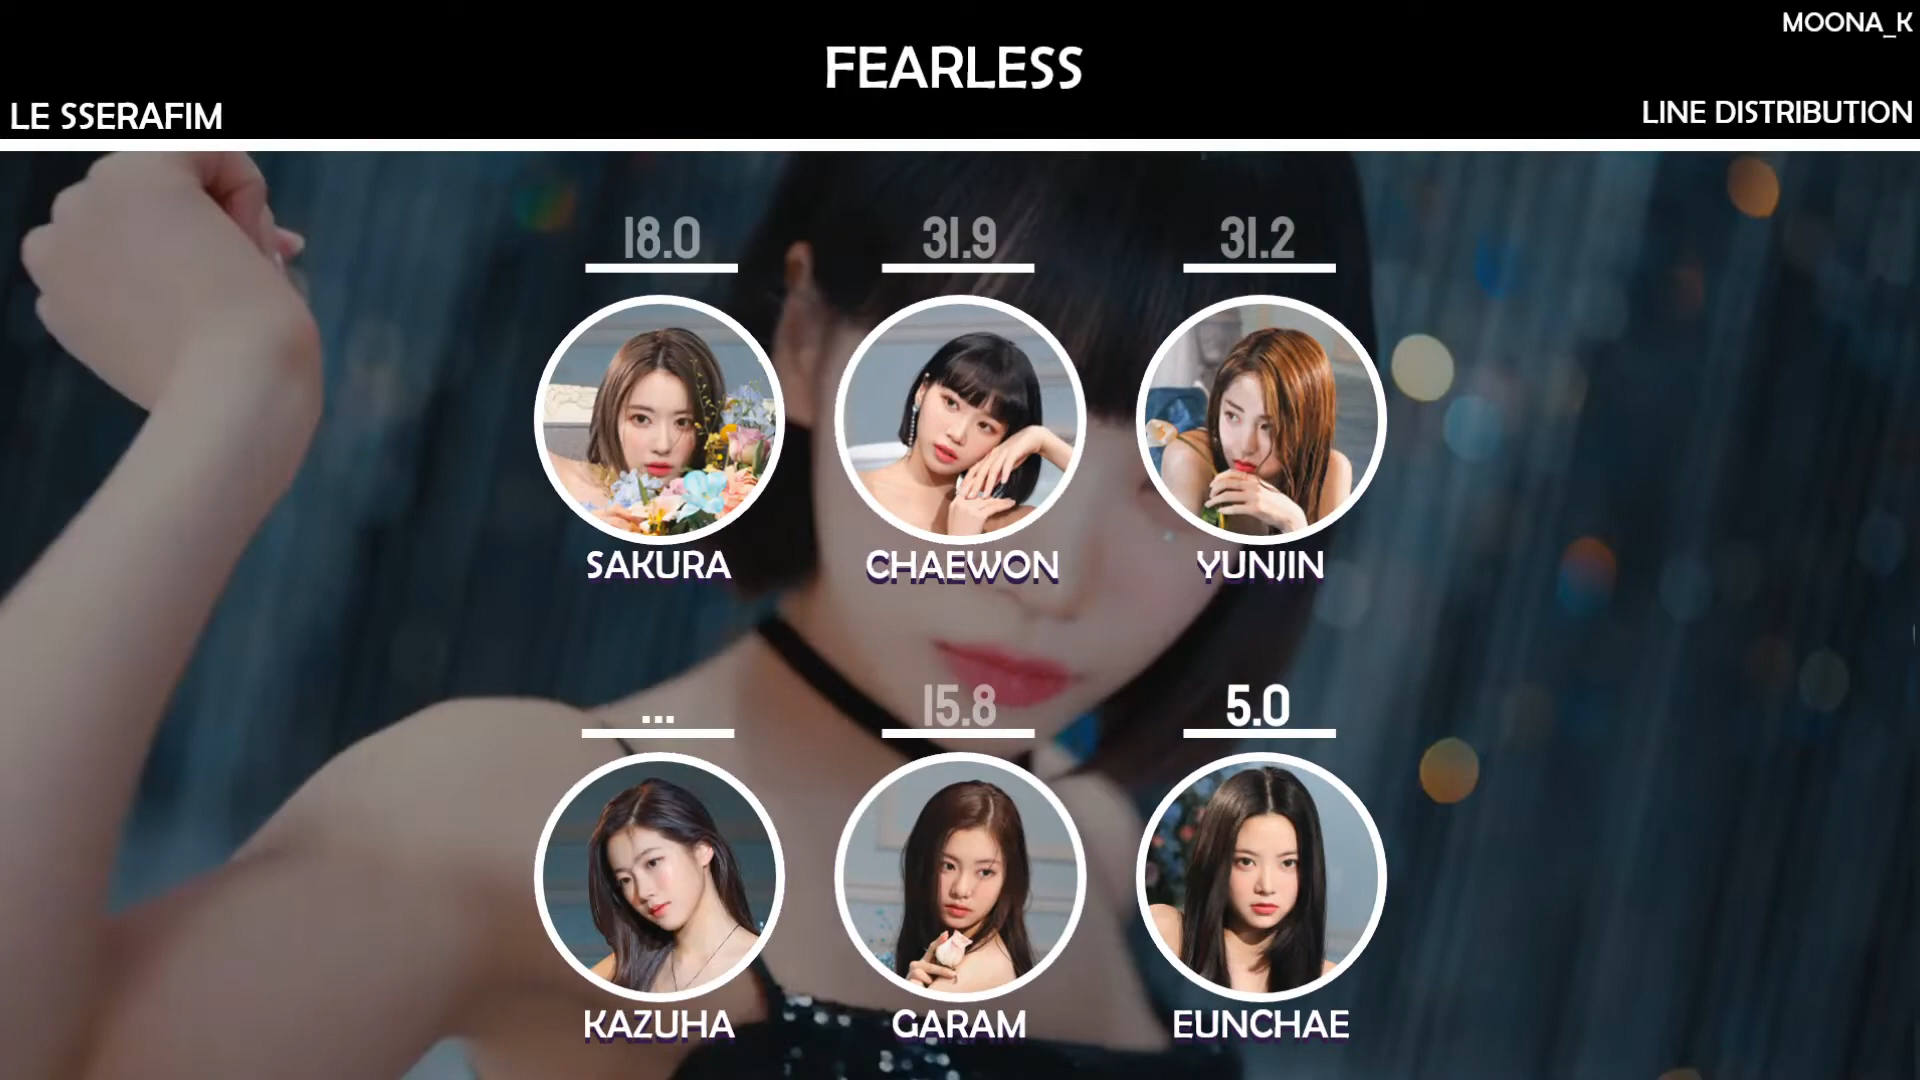 MOONA_K
FEARLESS
LE SSERAFIM
LINE DISTRIBUTION
18.0
31.9
31.2
SAKURA
CHAEWON
YUNJIN
...
15.8
5.0
KAZUHA
GARAM
EUNCHAE